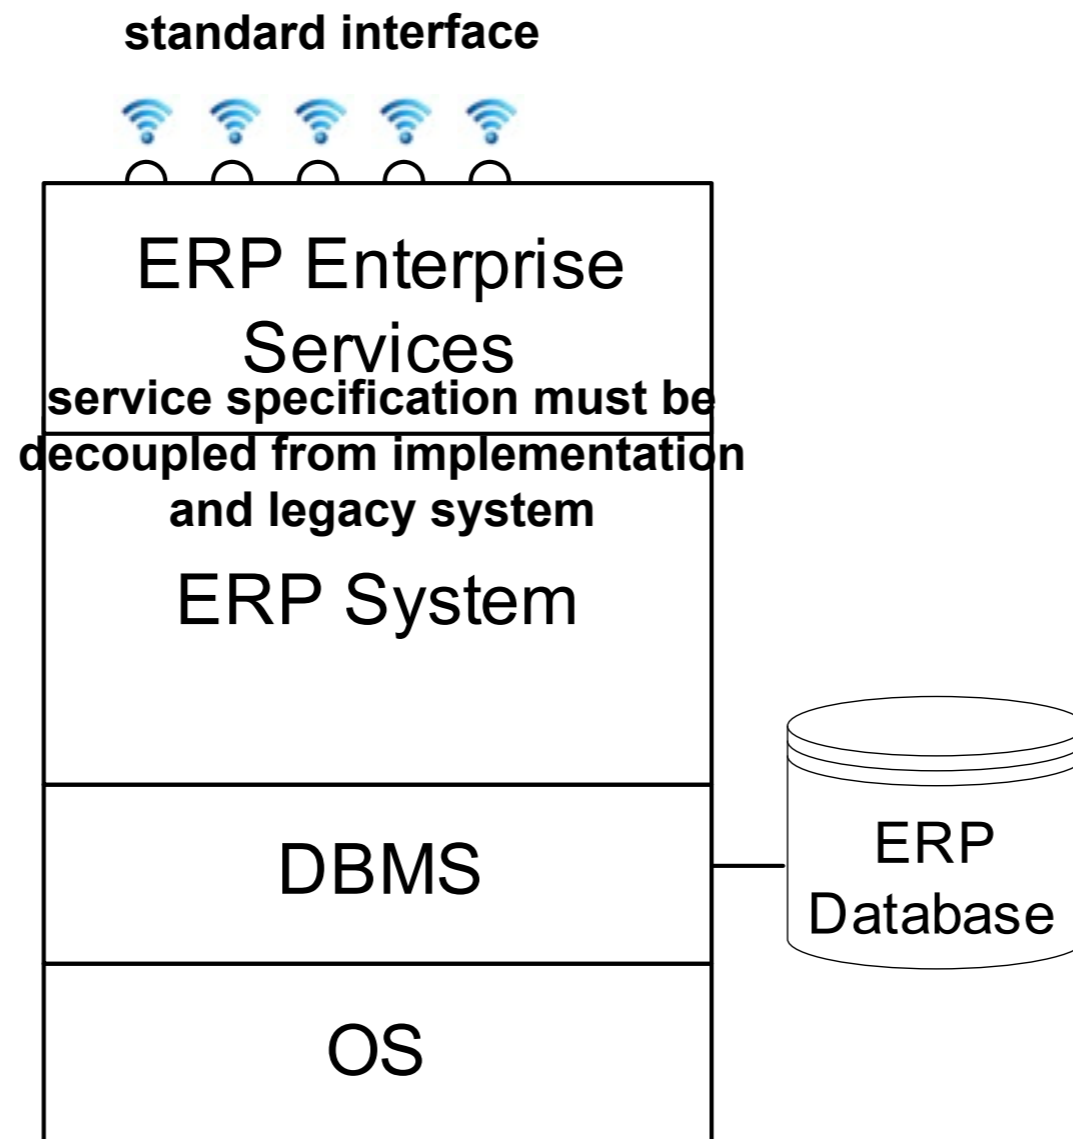 standard interface
ERP Enterprise
Services
service specification must be
decoupled from implementation
and legacy system
ERP System
DBMS
ERP
Database
OS